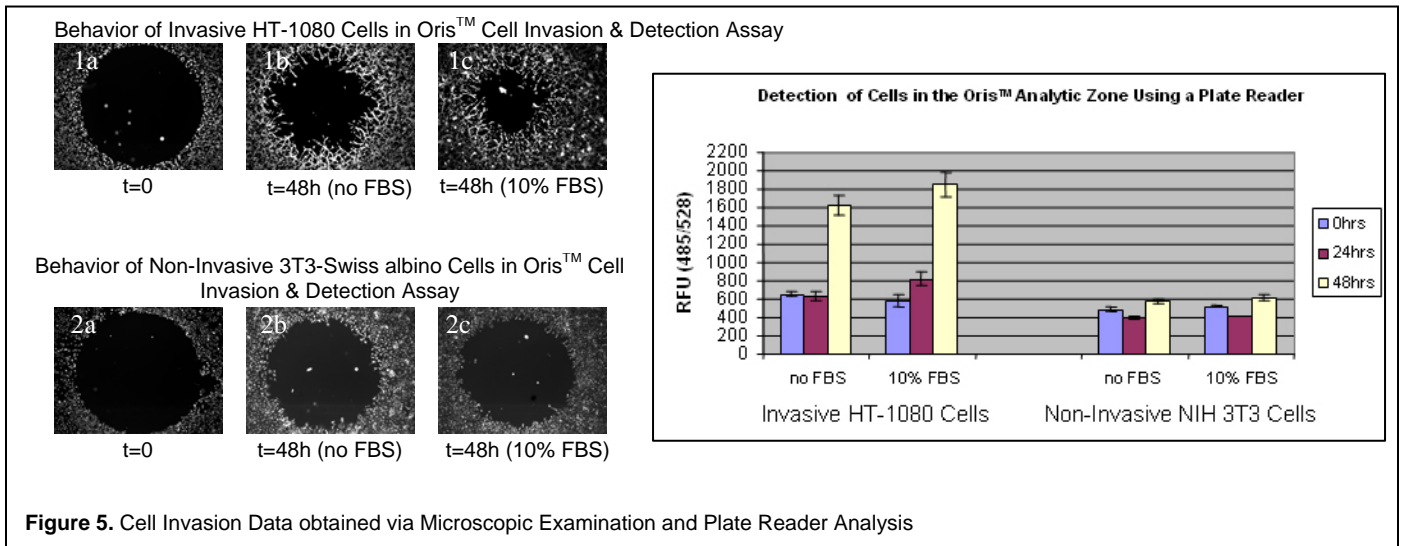 Behavior of Invasive HT-1080 Cells in Oris™ Cell Invasion & Detection Assay
1a
1b
1c
t=0
t=48h (no FBS)
t=48h (10% FBS)
Behavior of Non-Invasive 3T3-Swiss albino Cells in Oris™ Cell
Invasion & Detection Assay
2a
2b
2c
t=0
t=48h (no FBS)
t=48h (10% FBS)
Detection of Cells in the Oris™ Analytic Zone Using a Plate Reader
RFU (485/528)
2200
2000
1800
1600
1400
1200
1000
800
600
400
200
0
no FBS
10% FBS
no FBS
10% FBS
Invasive HT-1080 Cells
Non-Invasive NIH 3T3 Cells
0hrs
24hrs
48hrs
Figure 5. Cell Invasion Data obtained via Microscopic Examination and Plate Reader Analysis